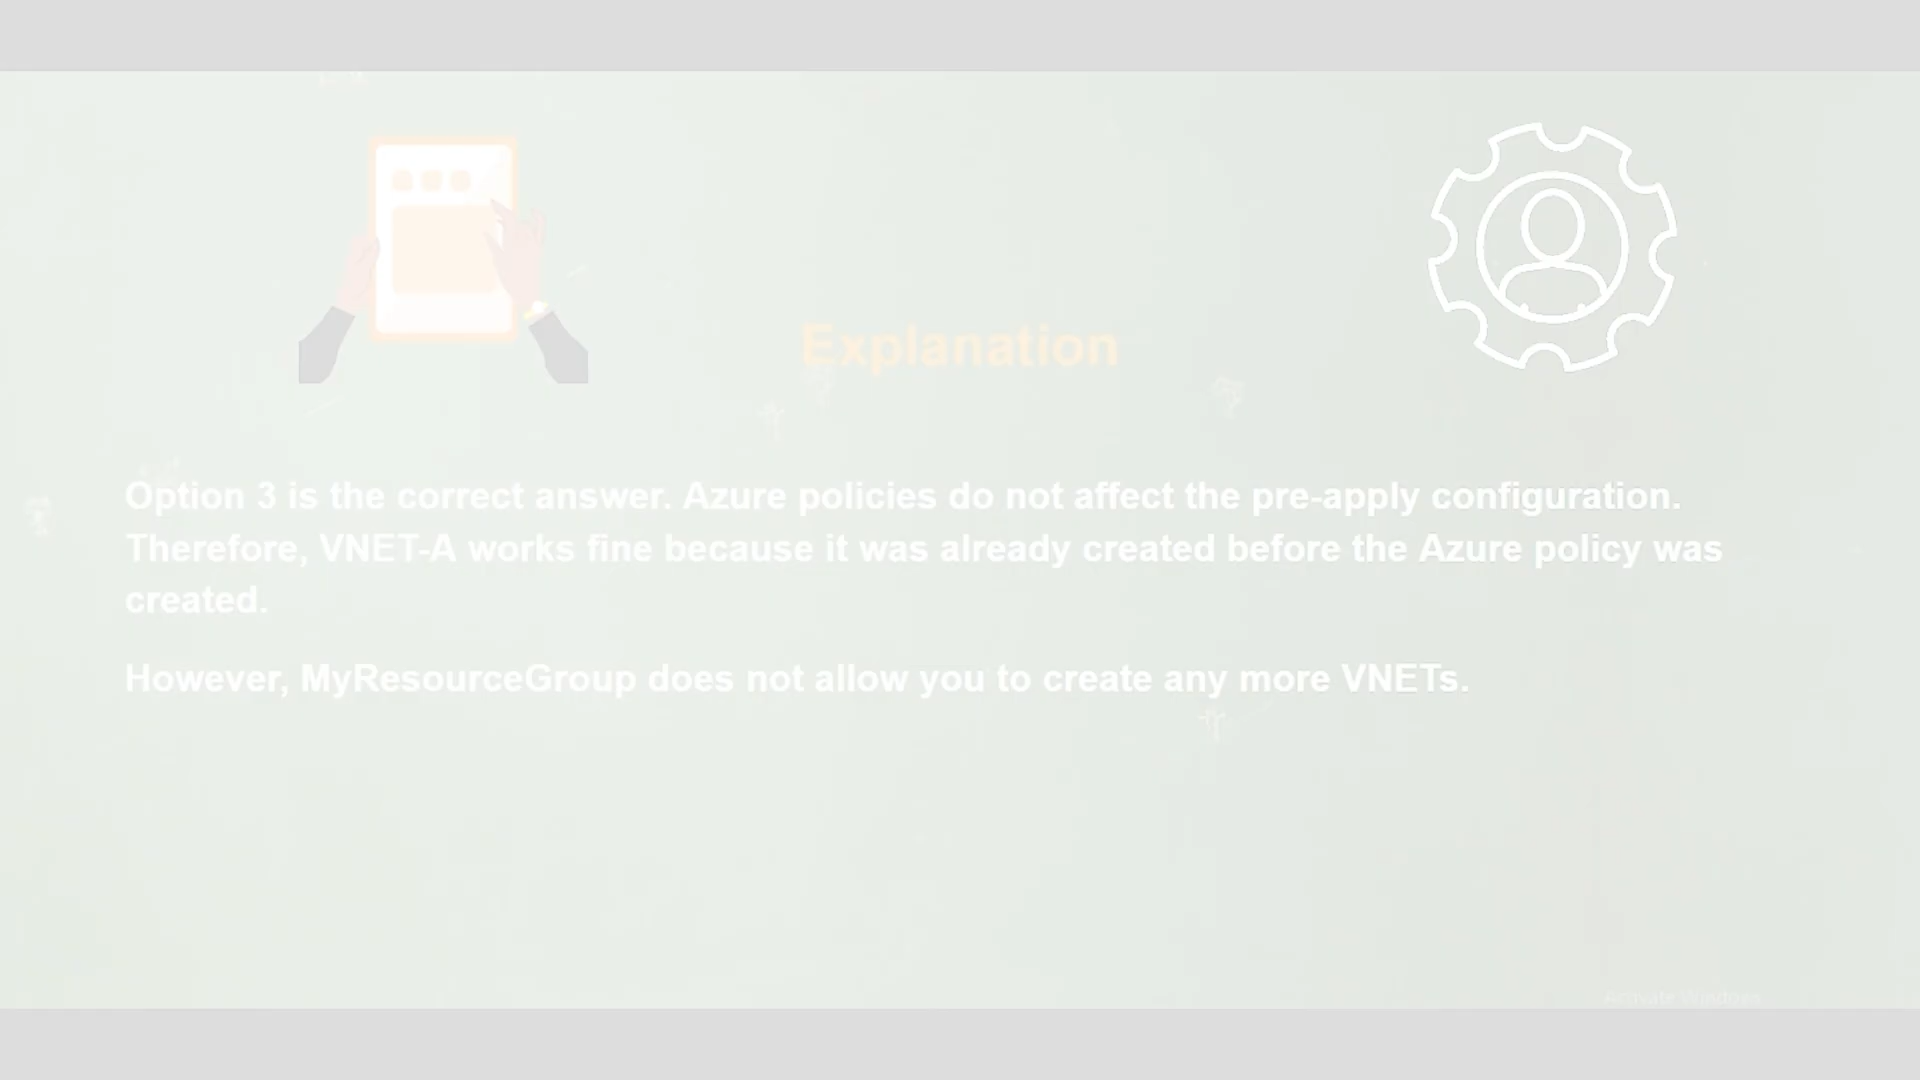 Explanation
Option 3 is the correct answer. Azure policies do not affect the pre-apply configuration.
Therefore, VNET-A works fine because it was already created before the Azure policy was
created.
However, MyResourceGroup does not allow you to create any more VNETs.
Activate Windows